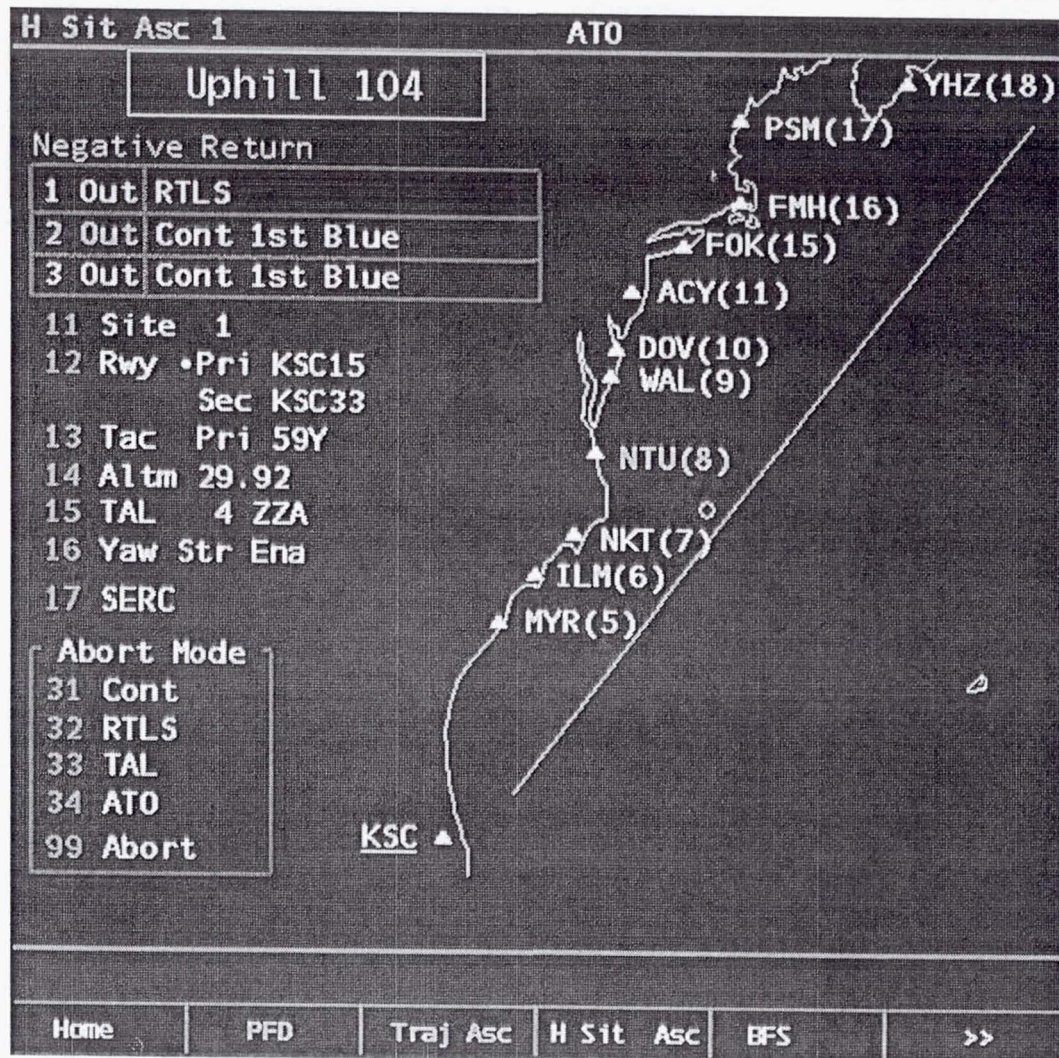 H Sit Asc 1 ATO
Uphill 104
Negative Return
1 Out RTLS
2 Out Cont 1st Blue
3 Out Cont 1st Blue
11 Site 1
12 Rwy •Pri KSC15
Sec KSC33
13 Tac Pri 59Y
14 Altm 29.92
15 TAL 4 ZZA
16 Yaw Str Ena
17 SERC
Abort Mode
31 Cont
32 RTLS
33 TAL
34 ATO
99 Abort
YHZ(18)
PSM(17)
FMH(16)
FOK(15)
ACY(11)
DOV(10)
WAL(9)
NTU(8)
NKT(7)
ILM(6)
MYR(5)
KSC
Home PFD Traj Asc H Sit Asc BFS >>